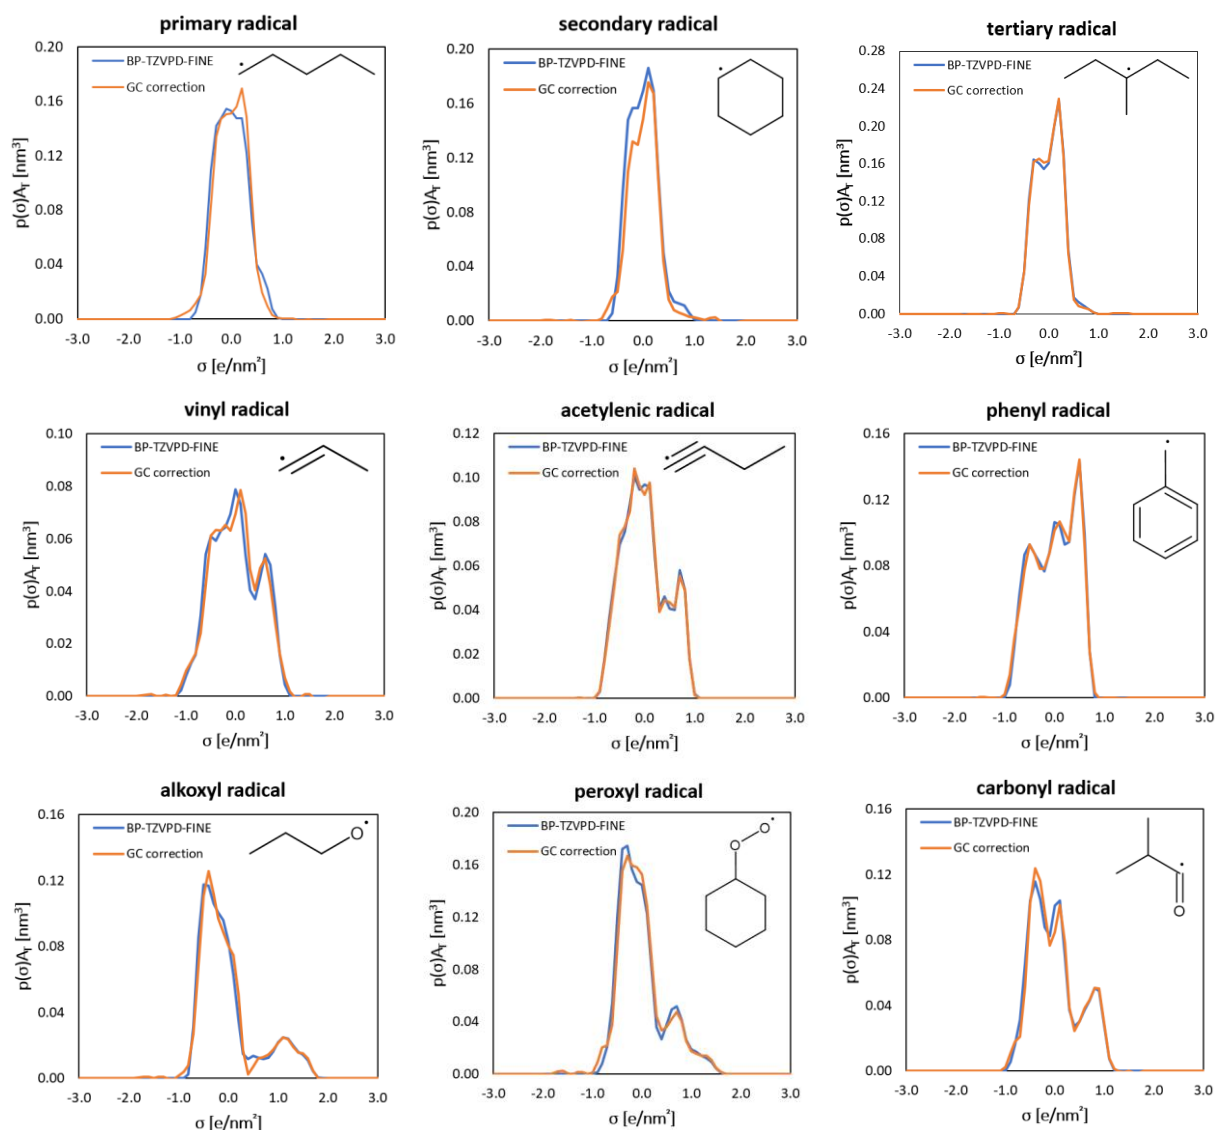 primary radical
BP-TZVPD-FINE
GC correction
p(σ)Aᵣ [nm³]
0.20
0.16
0.12
0.08
0.04
0.00
-3.0 -2.0 -1.0 0.0 1.0 2.0 3.0
σ [e/nm²]
secondary radical
BP-TZVPD-FINE
GC correction
p(σ)Aᵣ [nm³]
0.20
0.16
0.12
0.08
0.04
0.00
-3.0 -2.0 -1.0 0.0 1.0 2.0 3.0
σ [e/nm²]
tertiary radical
BP-TZVPD-FINE
GC correction
p(σ)Aᵣ [nm³]
0.28
0.24
0.20
0.16
0.12
0.08
0.04
0.00
-3.0 -2.0 -1.0 0.0 1.0 2.0 3.0
σ [e/nm²]
vinyl radical
BP-TZVPD-FINE
GC correction
p(σ)Aᵣ [nm³]
0.10
0.08
0.06
0.04
0.02
0.00
-3.0 -2.0 -1.0 0.0 1.0 2.0 3.0
σ [e/nm²]
acetylenic radical
BP-TZVPD-FINE
GC correction
p(σ)Aᵣ [nm³]
0.12
0.10
0.08
0.06
0.04
0.02
0.00
-3.0 -2.0 -1.0 0.0 1.0 2.0 3.0
σ [e/nm²]
phenyl radical
BP-TZVPD-FINE
GC correction
p(σ)Aᵣ [nm³]
0.16
0.12
0.08
0.04
0.00
-3.0 -2.0 -1.0 0.0 1.0 2.0 3.0
σ [e/nm²]
alkoxyl radical
BP-TZVPD-FINE
GC correction
O
p(σ)Aᵣ [nm³]
0.16
0.12
0.08
0.04
0.00
-3.0 -2.0 -1.0 0.0 1.0 2.0 3.0
σ [e/nm²]
peroxyl radical
BP-TZVPD-FINE
GC correction
O
O
p(σ)Aᵣ [nm³]
0.20
0.16
0.12
0.08
0.04
0.00
-3.0 -2.0 -1.0 0.0 1.0 2.0 3.0
σ [e/nm²]
carbonyl radical
BP-TZVPD-FINE
GC correction
O
p(σ)Aᵣ [nm³]
0.16
0.12
0.08
0.04
0.00
-3.0 -2.0 -1.0 0.0 1.0 2.0 3.0
σ [e/nm²]